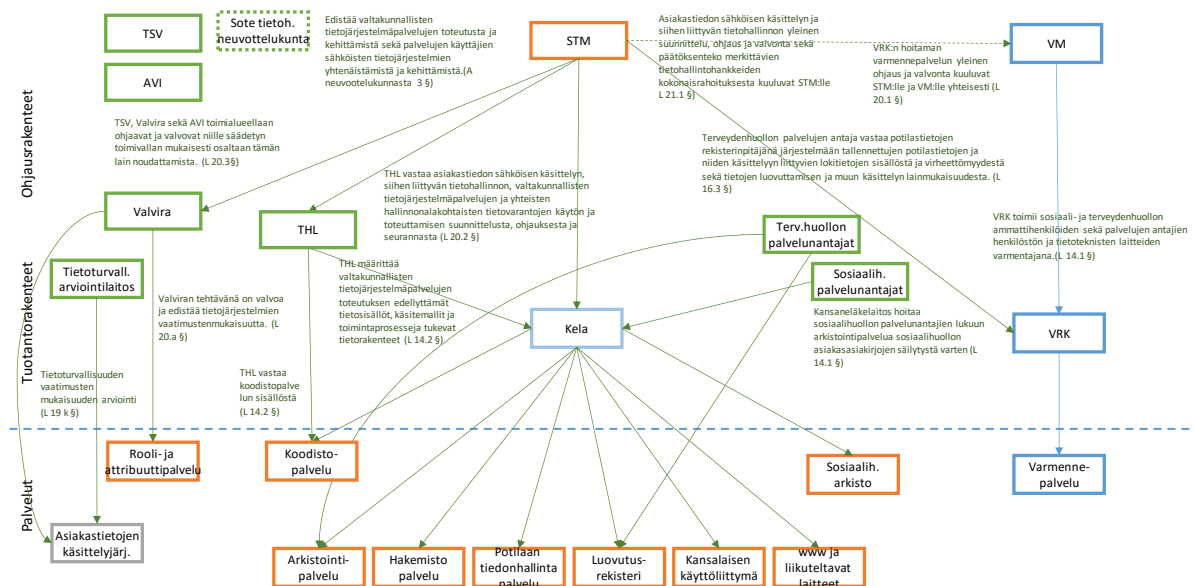 TSV
Sote tietoh.
neuvottelukunta
AVI
Edistää valtakunnallisten
tietojärjestelmäpalvelujen toteutusta ja
kehittämistä sekä palvelujen käyttäjien
sähköisten tietojärjestelmien
yhtenäistämistä ja kehittämistä.(A
neuvootelukunnasta 3 §)
STM
Asiakastiedon sähköisen käsittelyn ja
siihen liittyvän tietohallinnon yleinen
suunnittelu, ohjaus ja valvonta sekä
päätöksenteko merkittävien
tietohallintohankkeiden
kokonaisrahoituksesta kuuluvat STM:lle
L 21.1 §)
VRK:n hoitaman
varmennepalvelun yleinen
ohjaus ja valvonta kuuluvat
STM:lle ja VM:lle yhteisesti (L
20.1 §)
VM
Ohjausrakenteet
TSV, Valvira sekä AVI toimialueellaan
ohjaavat ja valvovat niille säädetyn
toimivallan mukaisesti osaltaan tämän
lain noudattamista. (L 20.3§)
Terveydenhuollon palvelujen antaja vastaa potilastietojen
rekisterinpitäjänä järjestelmään tallennettujen potilastietojen ja
niiden käsittelyyn liittyvien lokitietojen sisällöstä ja virheettömyydestä
sekä tietojen luovuttamisen ja muun käsittelyn lainmukaisuudesta. (L
16.3 §)
THL vastaa asiakastiedon sähköisen käsittelyn,
siihen liittyvän tietohallinnon, valtakunnallisten
tietojärjestelmäpalvelujen ja yhteisten
hallinnonalakohtaisten tietovarantojen käytön ja
toteuttamisen suunnittelusta, ohjauksesta ja
seurannasta (L 20.2 §)
Valvira
THL
Terv.huollon
palvelunantajat
VRK toimii sosiaali- ja terveydenhuollon
ammattihenkilöiden sekä palvelujen antajien
henkilöstön ja tietoteknisten laitteiden
varmentajana.(L 14.1 §)
Tuotantorakenteet
Tietoturvall.
arviointilaitos
THL määrittää
valtakunnallisten
tietojärjestelmäpalvelujen
toteutuksen edellyttämät
tietosisällöt, käsitemallit ja
toimintaprosesseja tukevat
tietorakenteet (L 14.2 §)
Sosiaalih.
palvelunantajat
Valviran tehtävänä on valvoa
ja edistää tietojärjestelmien
vaatimustenmukaisuutta. (L
20.a §)
Kela
Kansaneläkelaitos hoitaa
sosiaalihuollon palvelunantajien lukuun
arkistointipalvelua sosiaalihuollon
asiakasasiakirjojen säilytystä varten (L
14.1 §)
VRK
Tietoturvallisuuden
vaatimusten
mukaisuuden arviointi
(L 19 k §)
THL vastaa
koodistopalve
lun sisällöstä
(L 14.2 §)
Palvelut
Rooli- ja
attribuuttipalvelu
Koodisto-
palvelu
Sosiaalih.
arkisto
Varmenne-
palvelu
Asiakastietojen
käsittelyjärj.
Arkistointi-
palvelu
Hakemisto
palvelu
Potilaan
tiedonhallinta
palvelu
Luovutus-
rekisteri
Kansalaisen
käyttöliittymä
www ja
liikuteltavat
laitteet